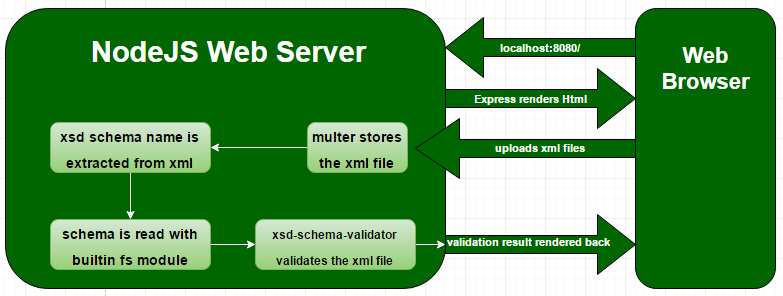 NodeJS Web Server
localhost:8080/
Web
Browser
Express renders Html
xsd schema name is
extracted from xml
multer stores
the xml file
uploads xml files
schema is read with
builtin fs module
xsd-schema-validator
validates the xml file
validation result rendered back